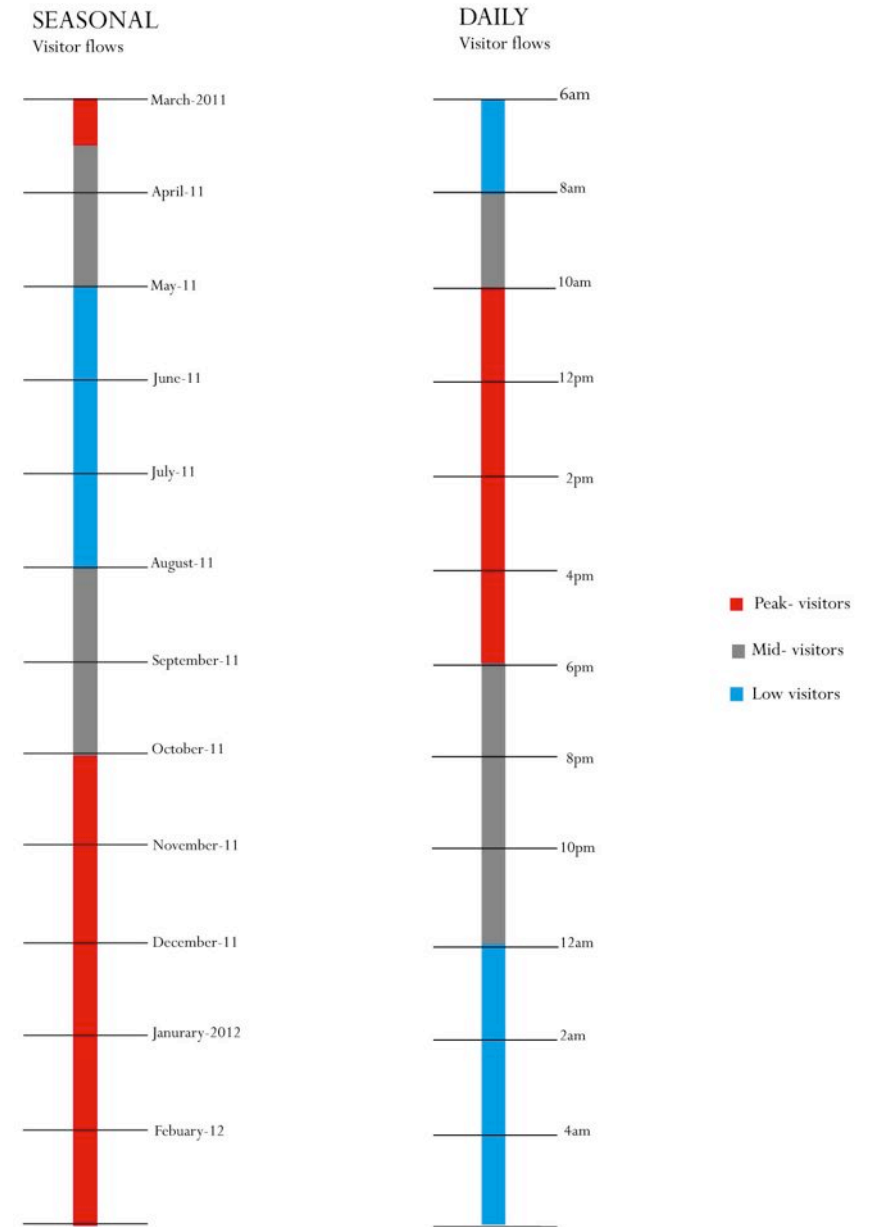 SEASONAL
Visitor flows
March-2011
April-11
May-11
June-11
July-11
August-11
September-11
October-11
November-11
December-11
Janurary-2012
Febuary-12
DAILY
Visitor flows
6am
8am
10am
12pm
2pm
4pm
6pm
8pm
10pm
12am
2am
4am
Peak- visitors
Mid- visitors
Low visitors